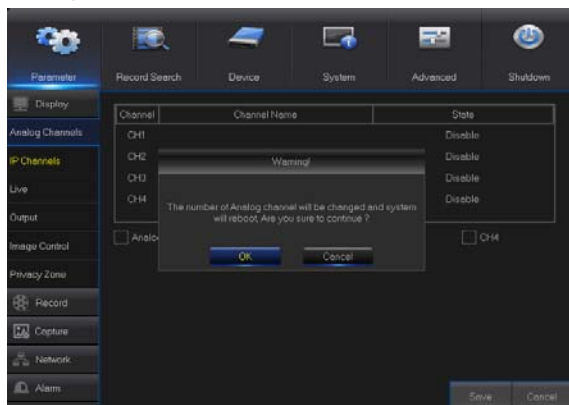 Parameter Record Search Device System Advanced Shutdown
Display
Analog Channels
IP Channels
Live
Output
Image Control
Privacy Zone
Record
Capture
Network
Alarm
Channel Channel Name State
CH1 Disable
CH2 Disable
CH3 Disable
CH4 Disable
Warning!
The number of Analog channel will be changed and system
will reboot, Are you sure to continue ?
OK Cancel
Analo CH4
Save Cancel